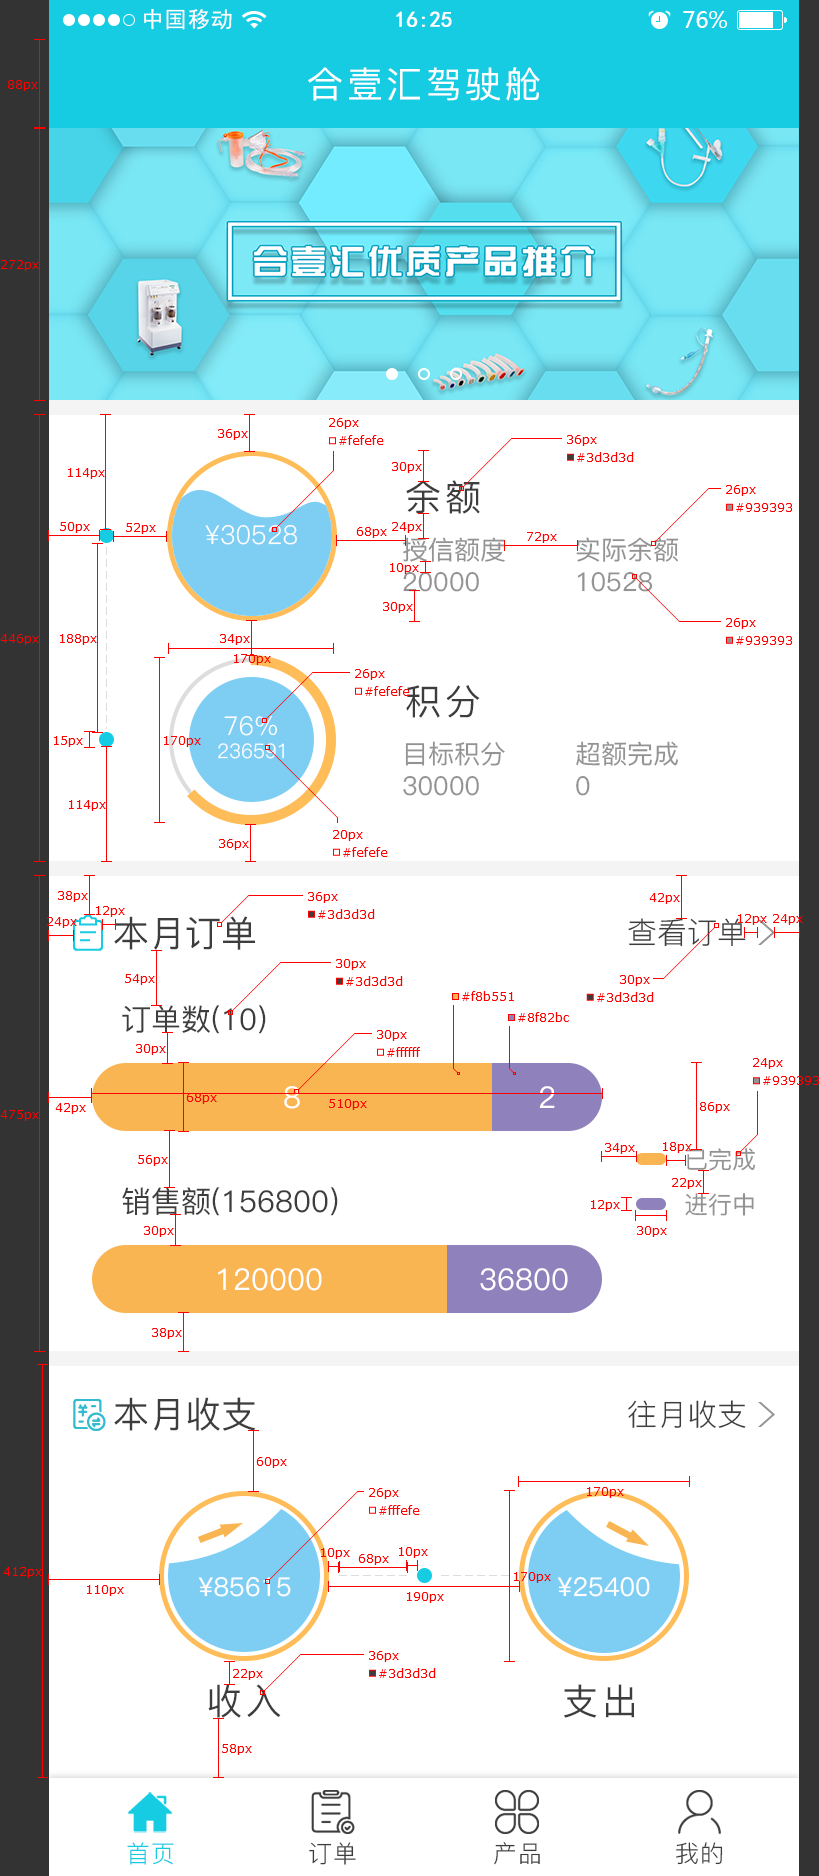 中国移动 16:25 76%
合壹汇驾驶舱
88px
合壹汇优质产品推介
272px
36px
26px
#fefefe
36px
#3d3d3d
30px
114px
余额
26px
#939393
50px
52px
¥30528
68px
24px
72px
授信额度
实际余额
10px
20000
10528
30px
446px
188px
34px
170px
26px
#939393
26px
#fefefe
积分
76%
236591
15px
170px
目标积分
超额完成
30000
0
114px
20px
#fefefe
36px
38px
24px
12px
本月订单
36px
#3d3d3d
42px
查看订单
12px
24px
54px
30px
#3d3d3d
30px
#3d3d3d
订单数(10)
#f8b551
#8f82bc
30px
30px
#ffffff
24px
#939393
8
2
42px
68px
510px
86px
475px
56px
34px
18px
已完成
22px
销售额(156800)
12px
进行中
30px
30px
120000
36800
38px
本月收支
往月收支
60px
26px
#fffefe
170px
¥85615
10px
68px
10px
170px
¥25400
412px
110px
190px
22px
36px
#3d3d3d
收入
支出
58px
首页
订单
产品
我的